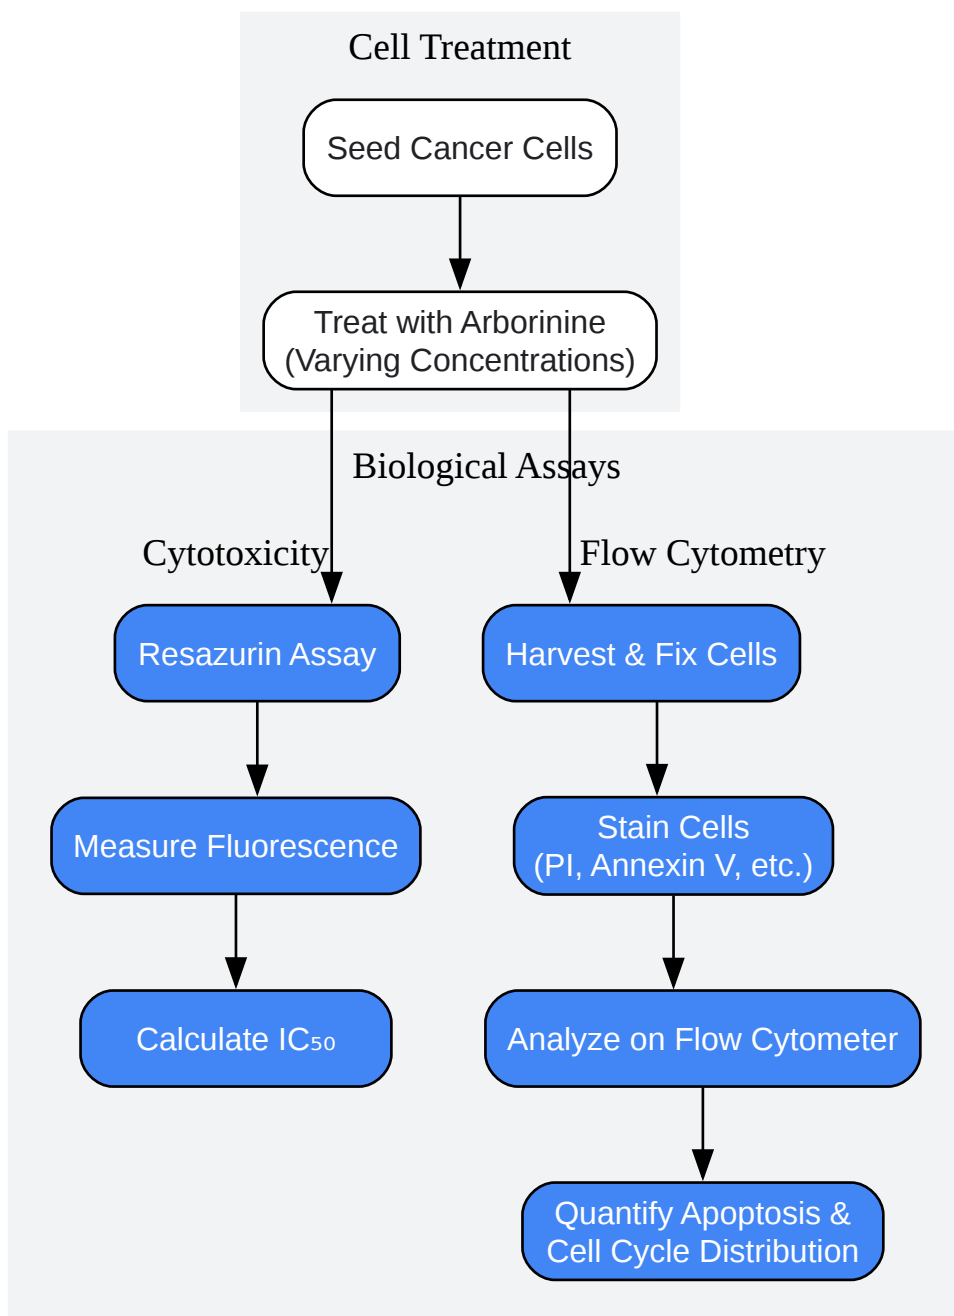 Cell Treatment
Seed Cancer Cells
Treat with Arborinine
(Varying Concentrations)
Biological Assays
Cytotoxicity
Resazurin Assay
Measure Fluorescence
Calculate IC₅₀
Flow Cytometry
Harvest & Fix Cells
Stain Cells
(PI, Annexin V, etc.)
Analyze on Flow Cytometer
Quantify Apoptosis &
Cell Cycle Distribution